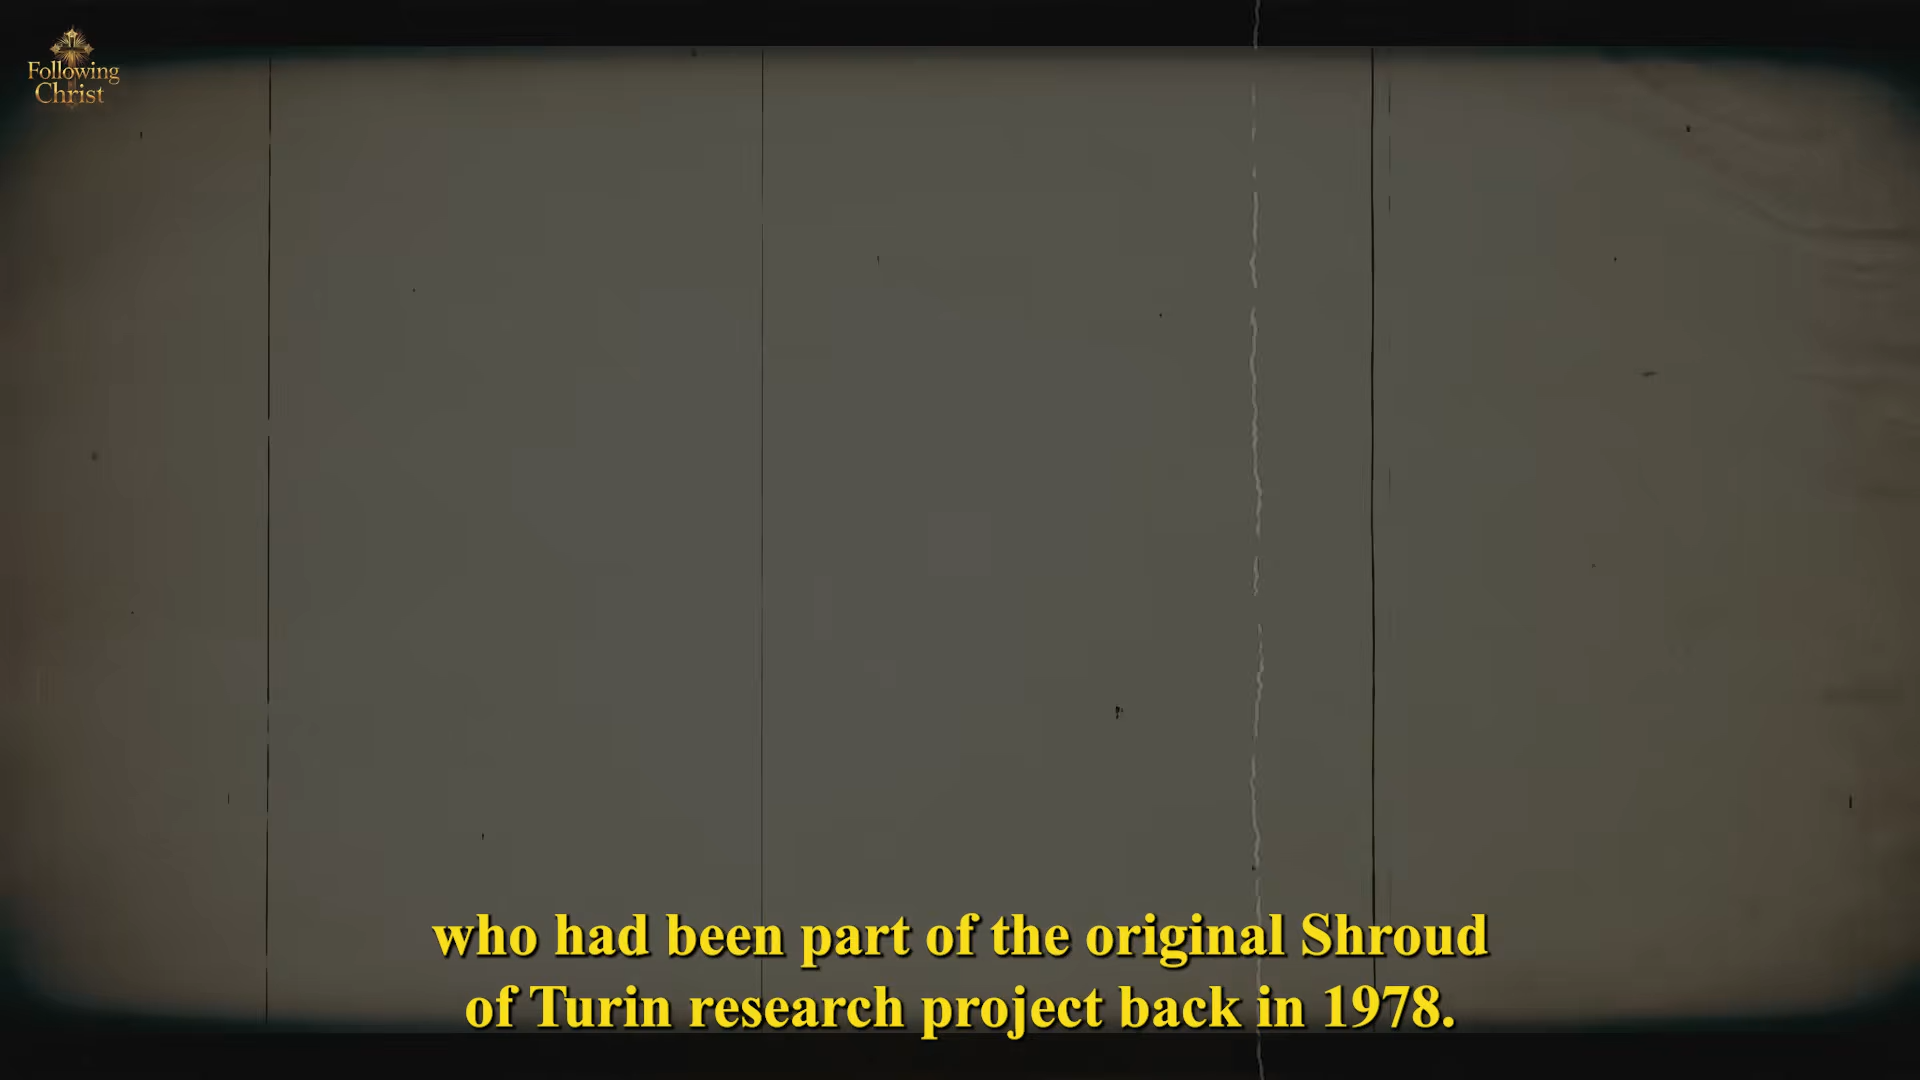 Following
Christ
who had been part of the original Shroud
of Turin research project back in 1978.